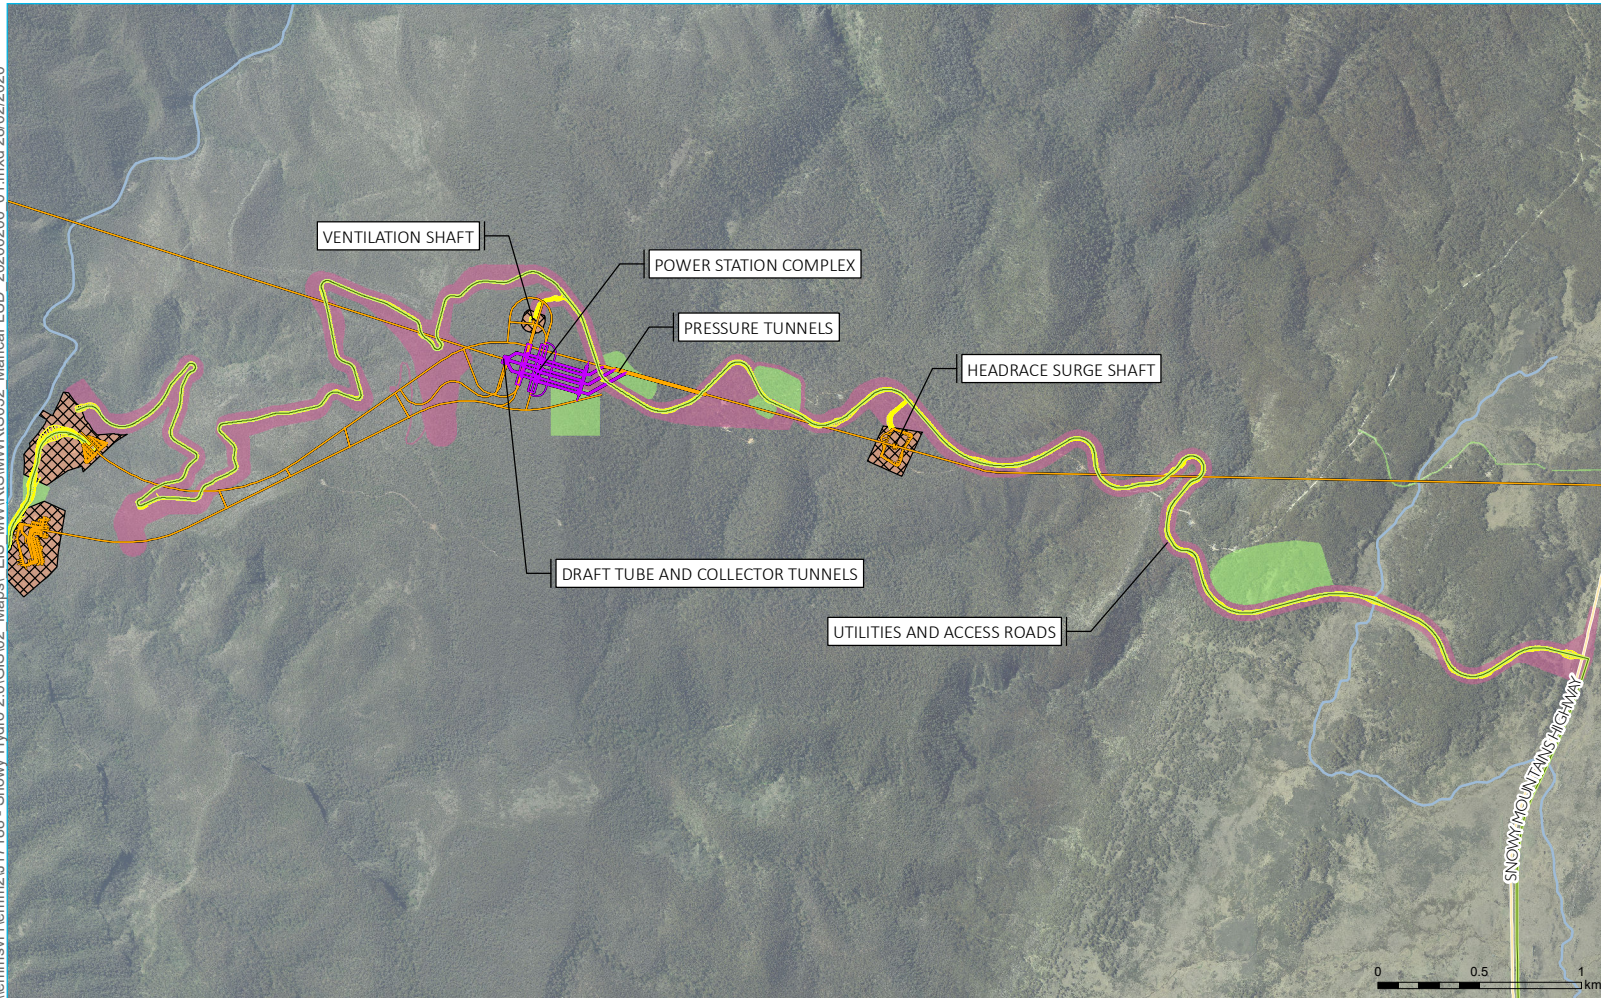 VENTILATION SHAFT
POWER STATION COMPLEX
PRESSURE TUNNELS
HEADRACE SURGE SHAFT
DRAFT TUBE AND COLLECTOR TUNNELS
UTILITIES AND ACCESS ROADS
SNOWY MOUNTAINS HIGHWAY
0 0.5 1
km